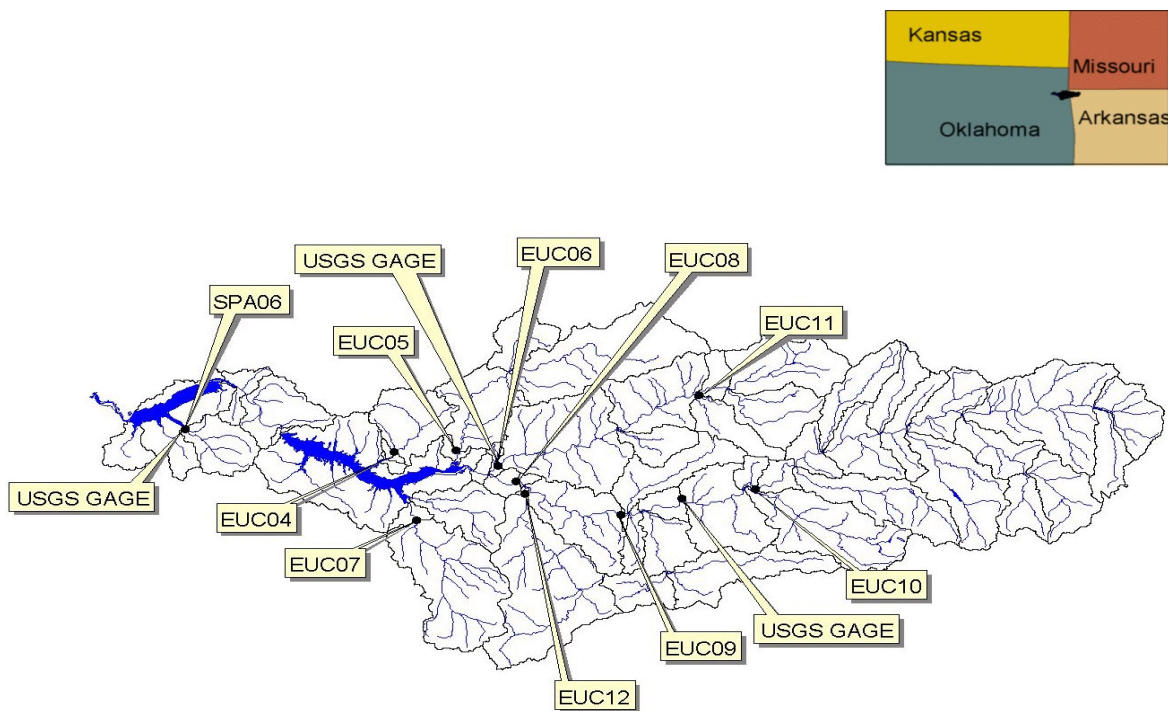 Kansas
Missouri
Oklahoma
Arkansas
USGS GAGE
EUC06
EUC08
SPA06
EUC05
EUC11
USGS GAGE
EUC04
EUC07
EUC10
USGS GAGE
EUC09
EUC12